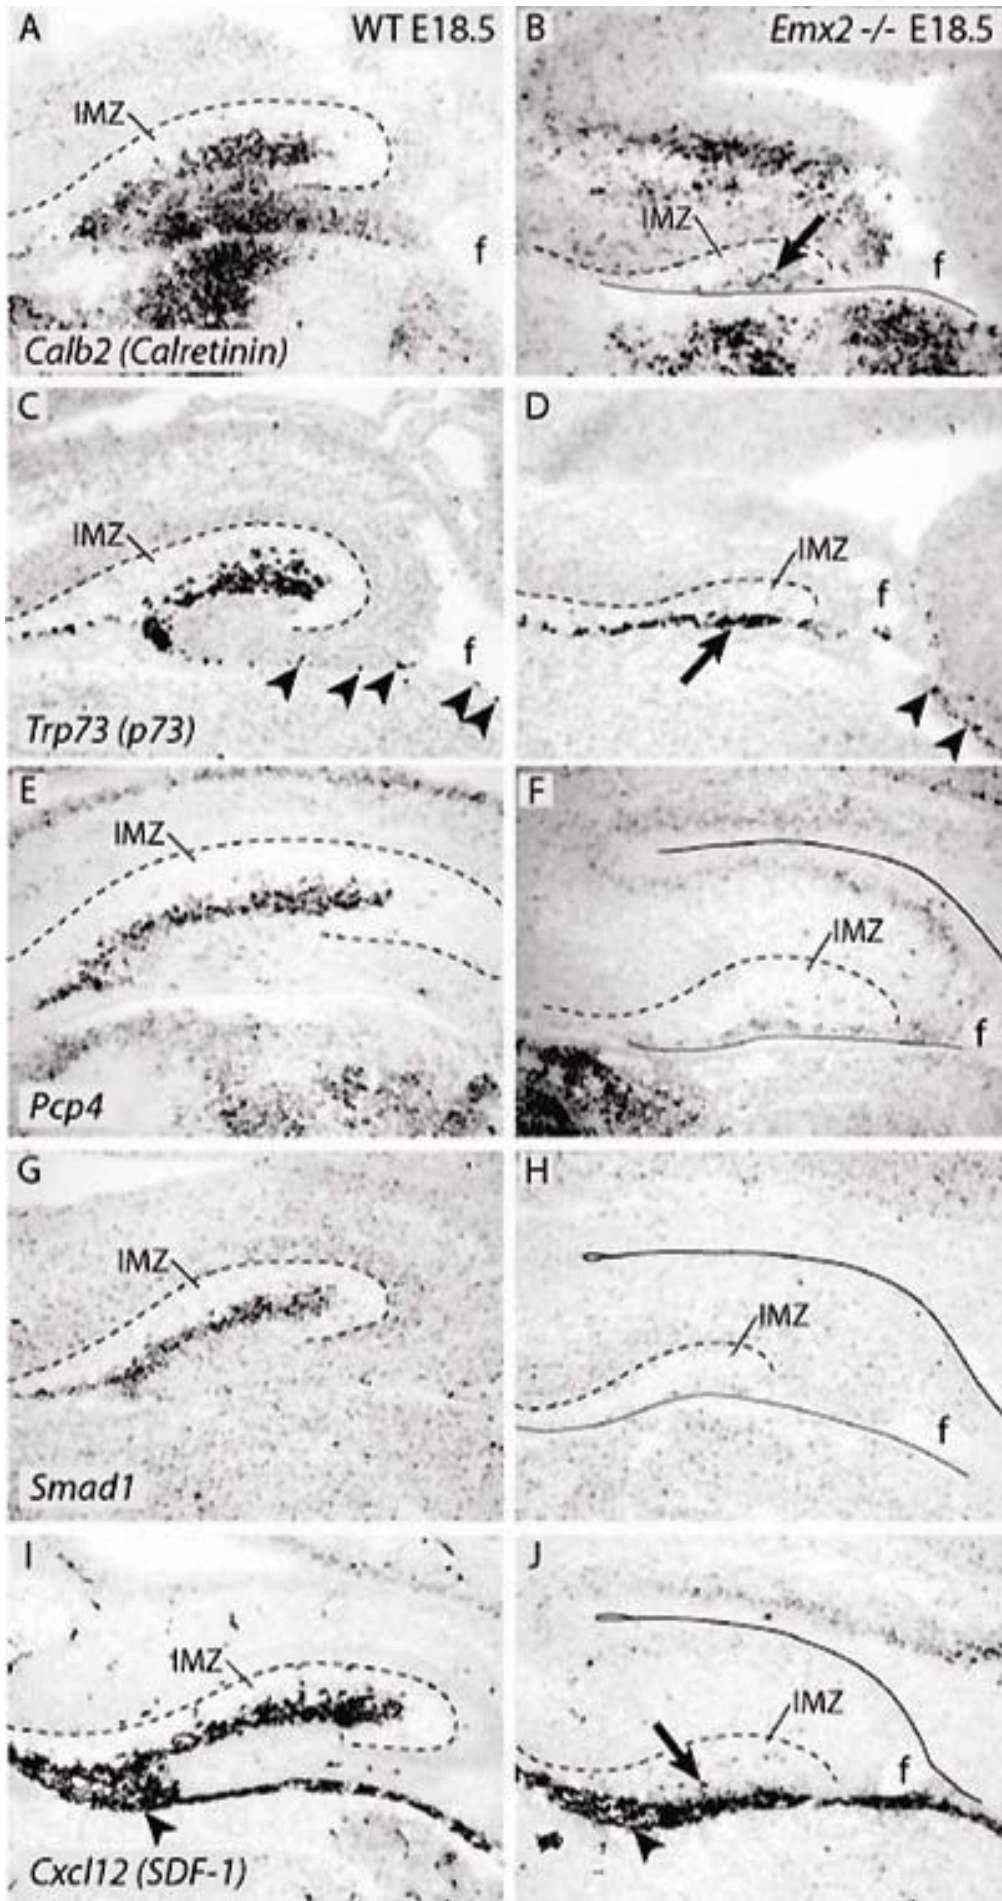 A WT E18.5
IMZ
f
Calb2 (Calretinin)
B Emx2 -/- E18.5
IMZ
f
C
IMZ
f
Trp73 (p73)
D
IMZ
f
E
IMZ
Pcp4
F
IMZ
f
G
IMZ
Smad1
H
IMZ
f
I
IMZ
Cxcl12 (SDF-1)
J
IMZ
f